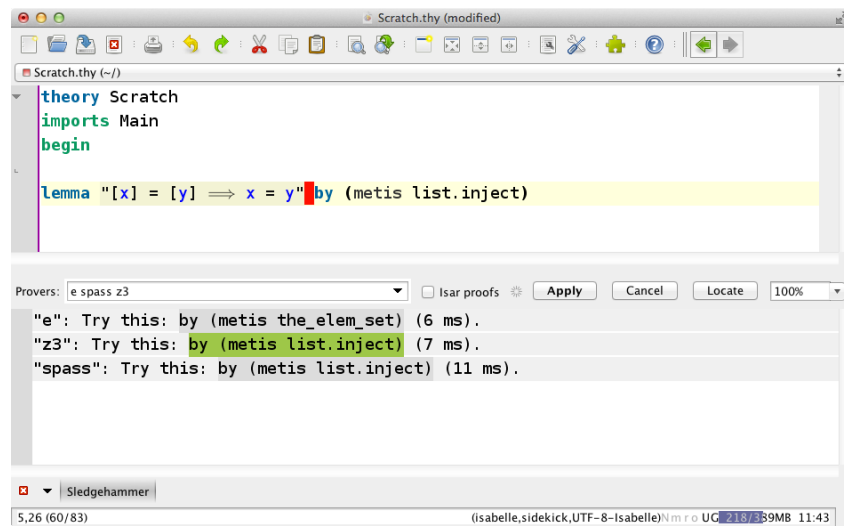 Scratch.thy (modified)
Scratch.thy (~/)
theory Scratch
imports Main
begin
lemma "[x] = [y] ⟹ x = y" by (metis list.inject)
Provers: e spass z3 Isar proofs Apply Cancel Locate 100%
"e": Try this: by (metis the_elem_set) (6 ms).
"z3": Try this: by (metis list.inject) (7 ms).
"spass": Try this: by (metis list.inject) (11 ms).
Sledgehammer
5,26 (60/83) (isabelle,sidekick,UTF-8-Isabelle)N m r o UG 218/389MB 11:43